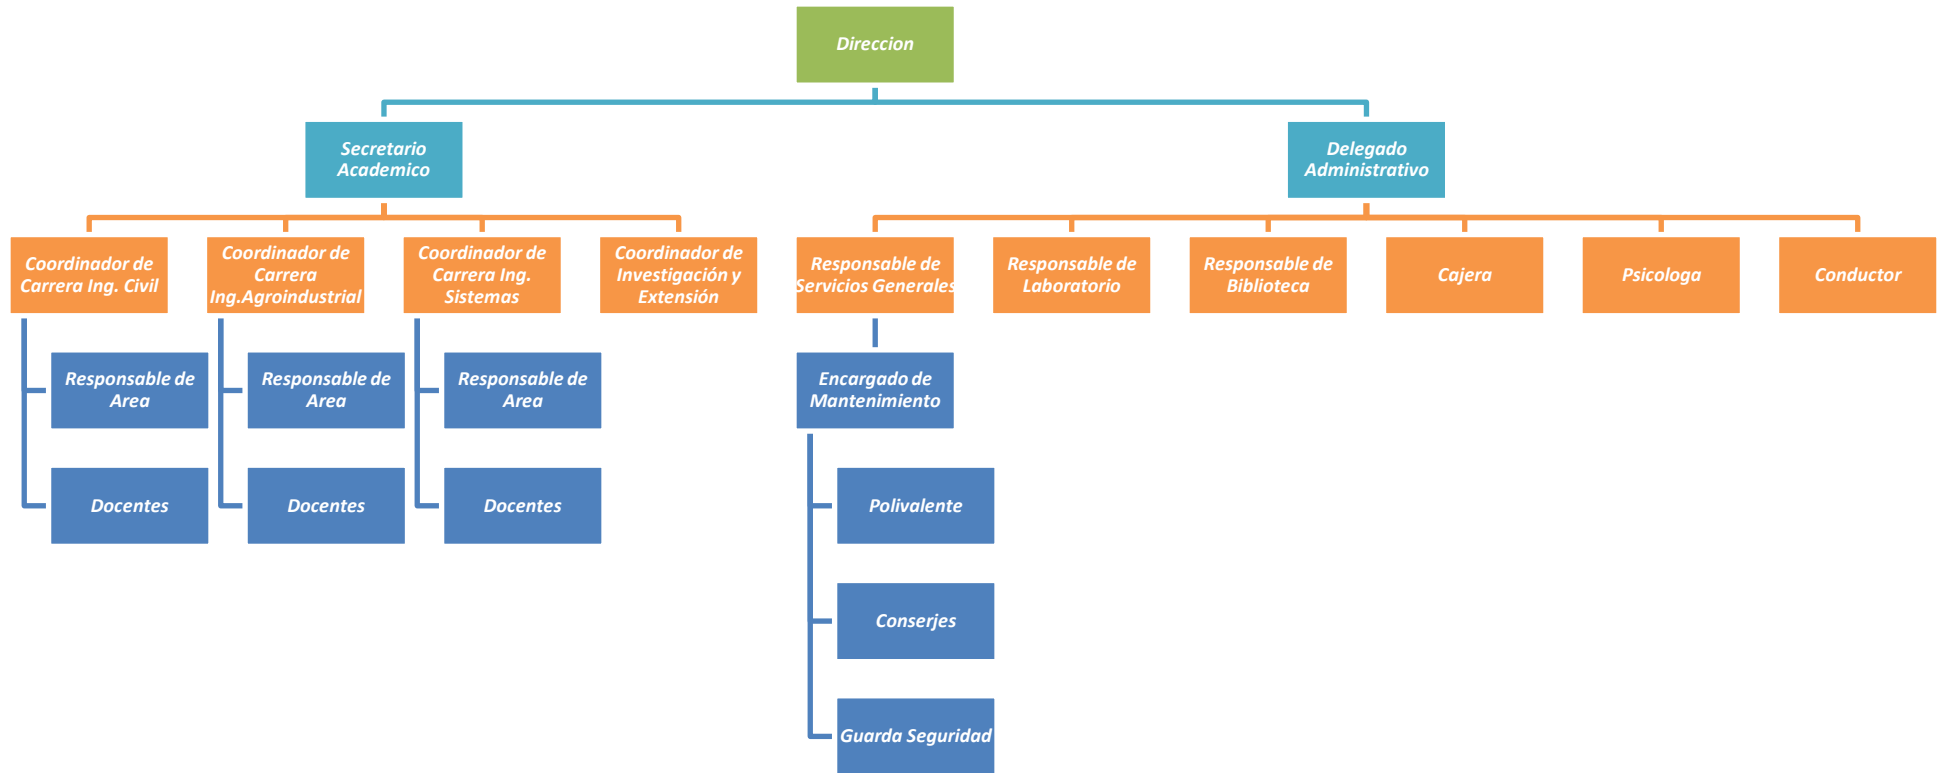 Direccion
Secretario
Academico
Delegado
Administrativo
Coordinador de
Carrera Ing. Civil
Coordinador de
Carrera
Ing.Agroindustrial
Coordinador de
Carrera Ing.
Sistemas
Coordinador de
Investigación y
Extensión
Responsable de
Servicios Generales
Responsable de
Laboratorio
Responsable de
Biblioteca
Cajera
Psicologa
Conductor
Responsable de
Area
Responsable de
Area
Responsable de
Area
Encargado de
Mantenimiento
Docentes
Docentes
Docentes
Polivalente
Conserjes
Guarda Seguridad